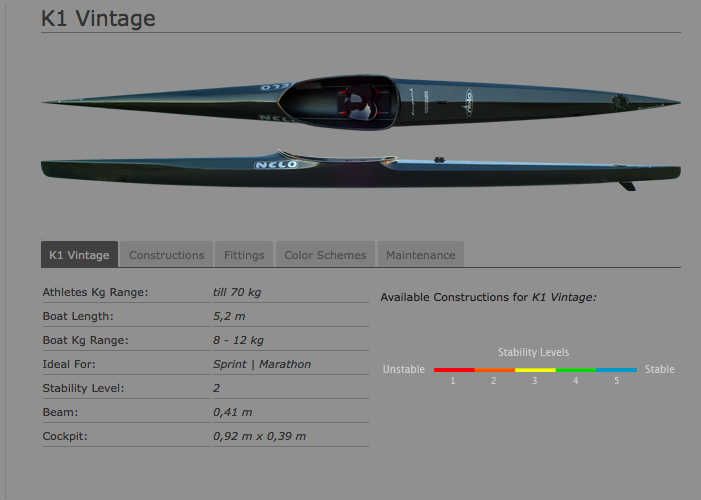 K1 Vintage
NELO
NELO
NELO
K1 Vintage Constructions Fittings Color Schemes Maintenance
Athletes Kg Range: till 70 kg
Boat Length: 5,2 m
Boat Kg Range: 8 - 12 kg
Ideal For: Sprint | Marathon
Stability Level: 2
Beam: 0,41 m
Cockpit: 0,92 m x 0,39 m
Available Constructions for K1 Vintage:
Stability Levels
Unstable Stable
1 2 3 4 5